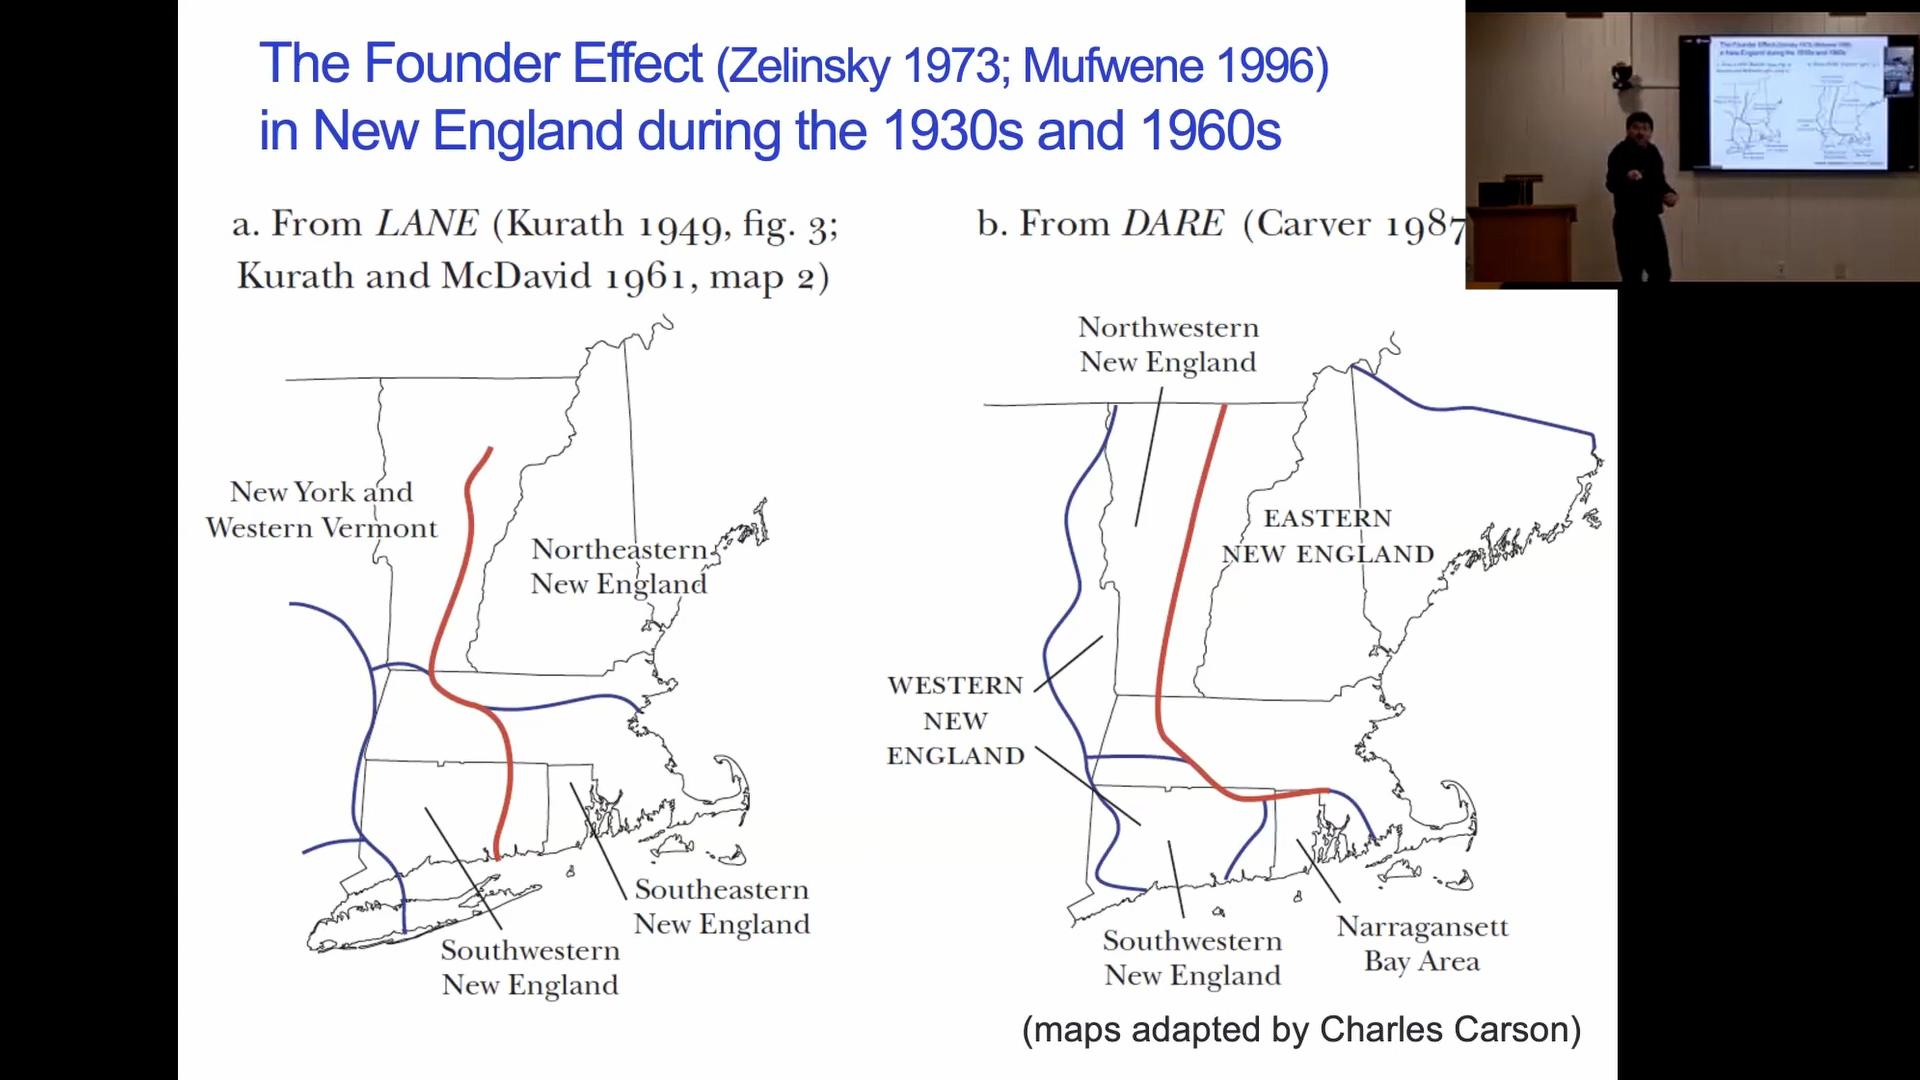 The Founder Effect (Zelinsky 1973; Mufwene 1996)
in New England during the 1930s and 1960s
a. From LANE (Kurath 1949, fig. 3;
Kurath and McDavid 1961, map 2)
New York and
Western Vermont
Northeastern
New England
Southeastern
New England
Southwestern
New England
b. From DARE (Carver 1987
Northwestern
New England
EASTERN
NEW ENGLAND
WESTERN
NEW
ENGLAND
Southwestern
New England
Narragansett
Bay Area
(maps adapted by Charles Carson)